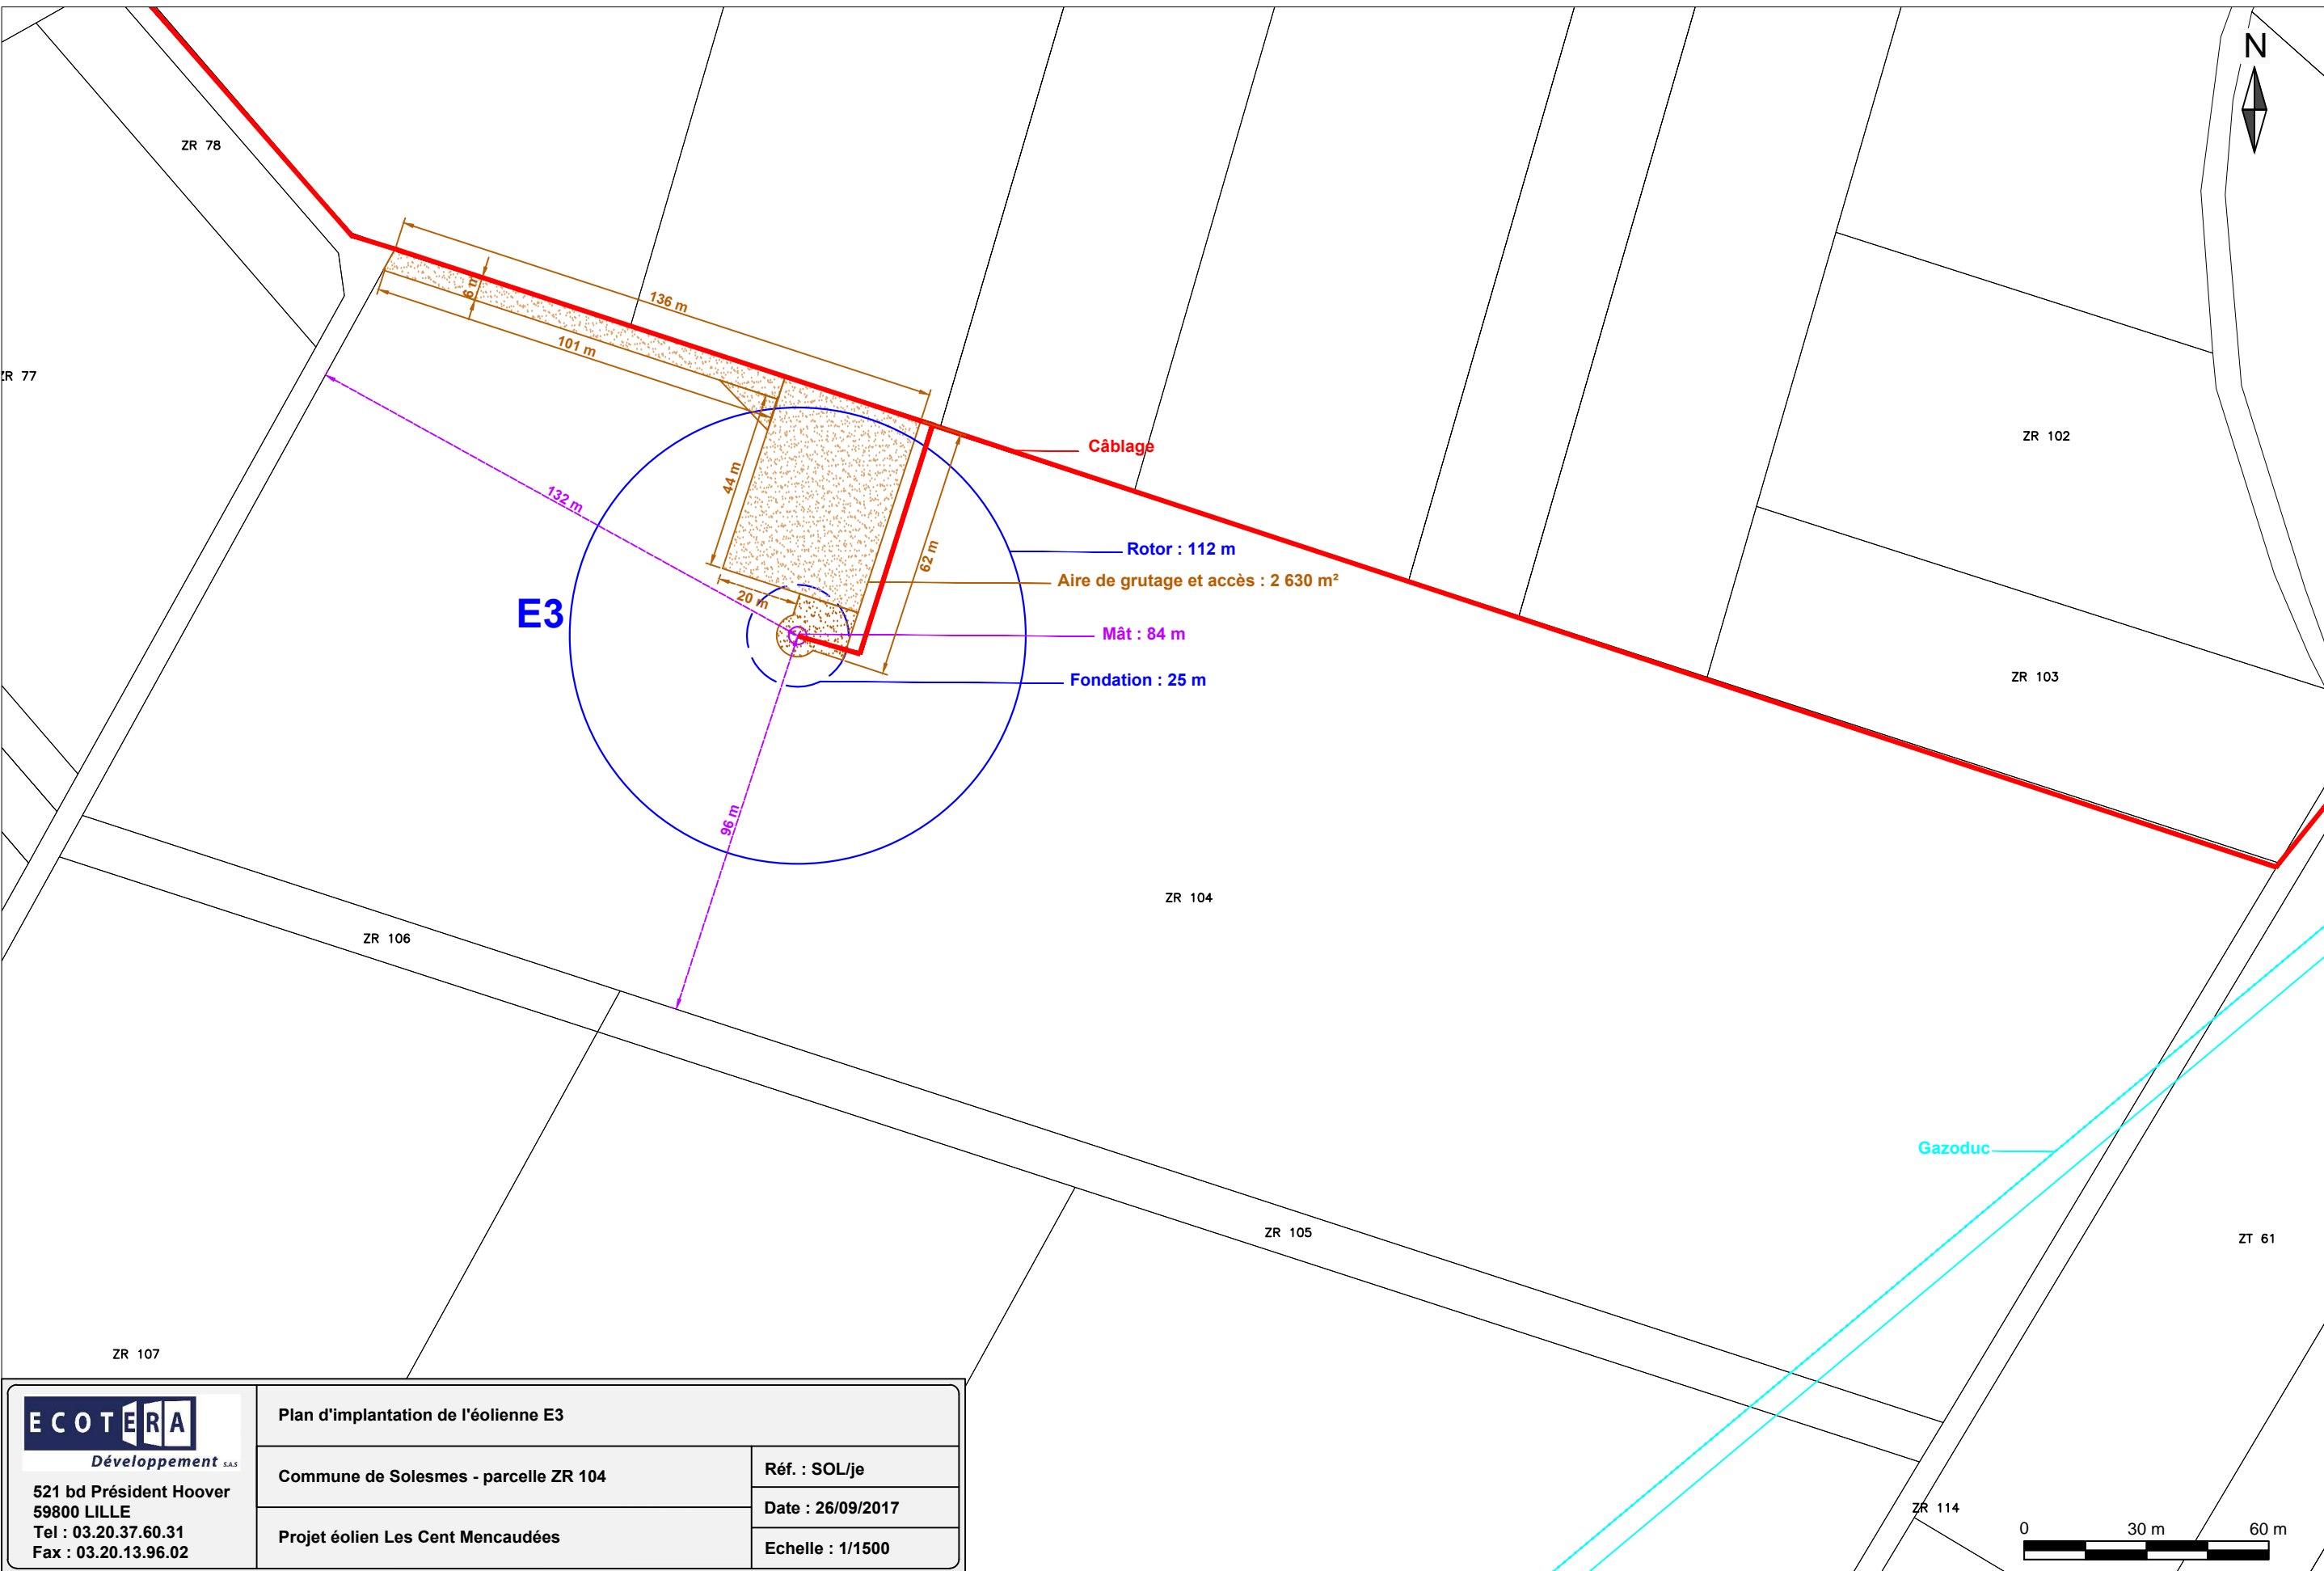 N
ZR 78
6 m
136 m
101 m
ZR 77
ZR 102
Câblage
44 m
132 m
62 m
Rotor : 112 m
Aire de grutage et accès : 2 630 m²
20 m
E3
Mât : 84 m
Fondation : 25 m
ZR 103
96 m
ZR 104
ZR 106
Gazoduc
ZR 105
ZT 61
ZR 107
ZR 114
0 30 m 60 m
ECOTERA
Développement S.A.S
521 bd Président Hoover
59800 LILLE
Tel : 03.20.37.60.31
Fax : 03.20.13.96.02
Plan d'implantation de l'éolienne E3
Commune de Solesmes - parcelle ZR 104
Projet éolien Les Cent Mencaudées
Réf. : SOL/je
Date : 26/09/2017
Echelle : 1/1500